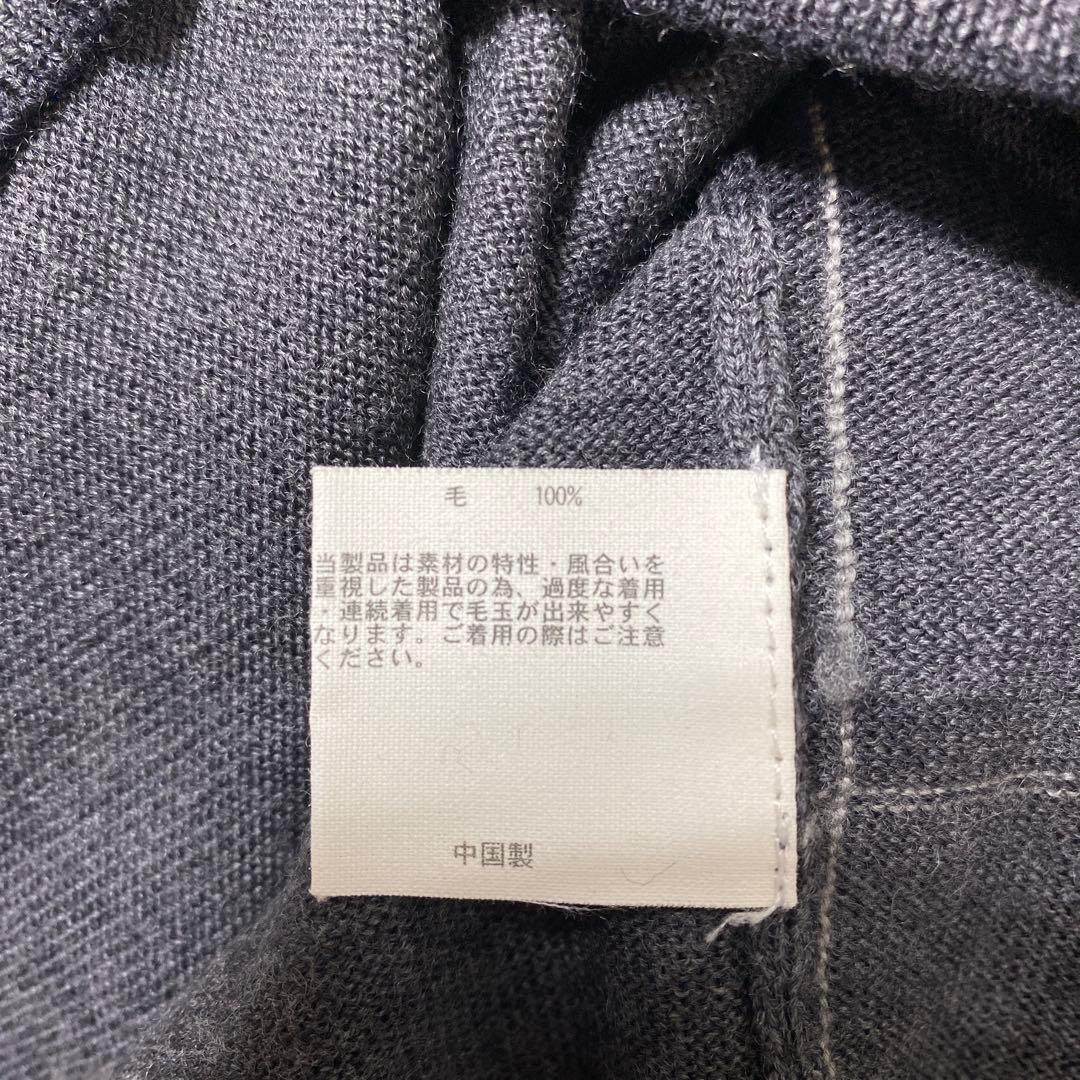 毛 100%
当製品は素材の特性・風合いを
重視した製品の為、過度な着用
・連続着用で毛玉が出来やすく
なります。ご着用の際はご注意
ください。
中国製